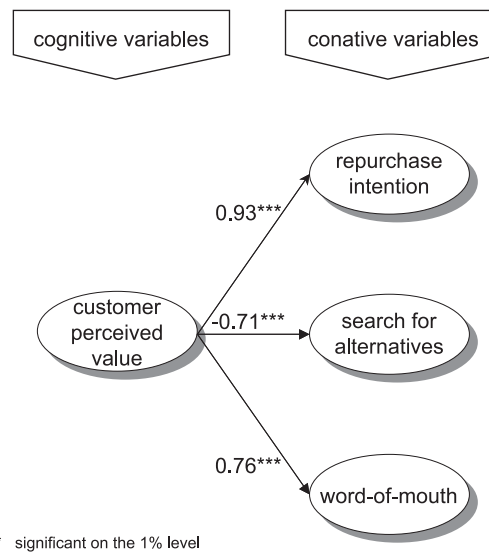 cognitive variables
conative variables
repurchase
intention
0.93***
customer
perceived
value
-0.71***
search for
alternatives
0.76***
word-of-mouth
* significant on the 1% level